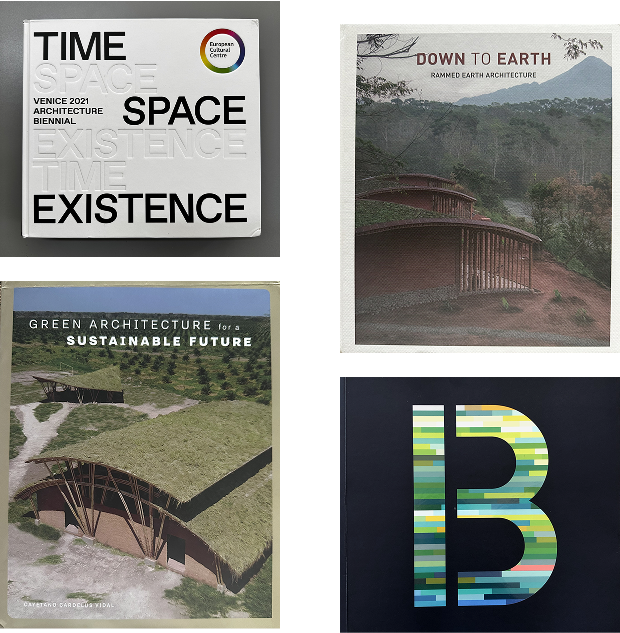 TIME
SPACE
European
Cultural
Centre
VENICE 2021
ARCHITECTURE
BIENNIAL
SPACE
EXISTENCE
TIME
EXISTENCE
DOWN TO EARTH
RAMMED EARTH ARCHITECTURE
GREEN ARCHITECTURE for a
SUSTAINABLE FUTURE
CAYETANO CARDELUS VIDAL
B